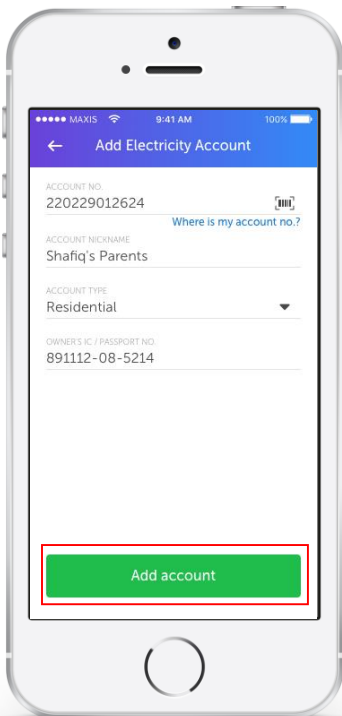 MAXIS 9:41 AM 100%
Add Electricity Account
ACCOUNT NO.
220229012624
Where is my account no.?
ACCOUNT NICKNAME
Shafiq's Parents
ACCOUNT TYPE
Residential
OWNER'S IC / PASSPORT NO.
891112-08-5214
Add account